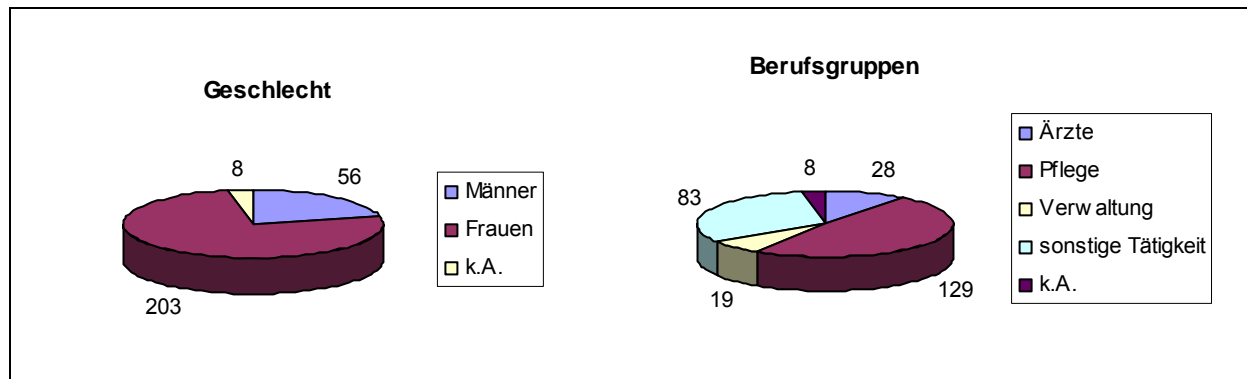 Geschlecht
8
56
203
Männer
Frauen
k.A.
Berufsgruppen
8
28
83
19
129
Ärzte
Pflege
Verwaltung
sonstige Tätigkeit
k.A.